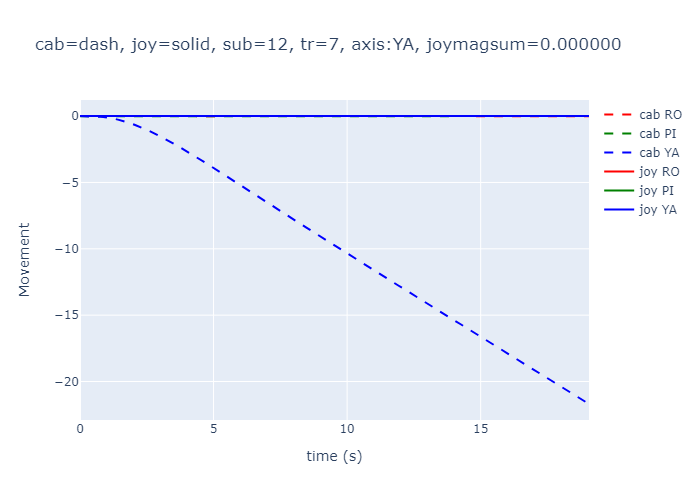 cab=dash, joy=solid, sub=12, tr=7, axis:YA, joymagsum=0.000000
0
−5
−10
−15
−20
Movement
0
5
10
15
time (s)
cab RO
cab PI
cab YA
joy RO
joy PI
joy YA